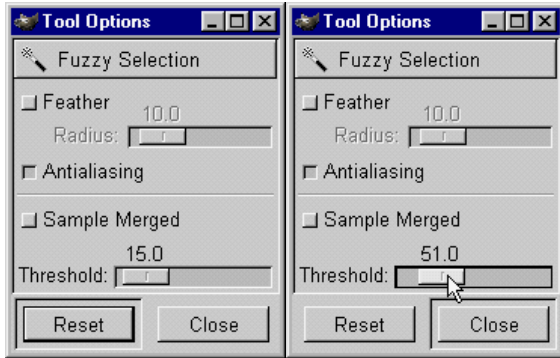 Tool Options
Fuzzy Selection
Feather
10.0
Radius:
Antialiasing
Sample Merged
15.0
Threshold:
Reset Close
Tool Options
Fuzzy Selection
Feather
10.0
Radius:
Antialiasing
Sample Merged
51.0
Threshold:
Reset Close